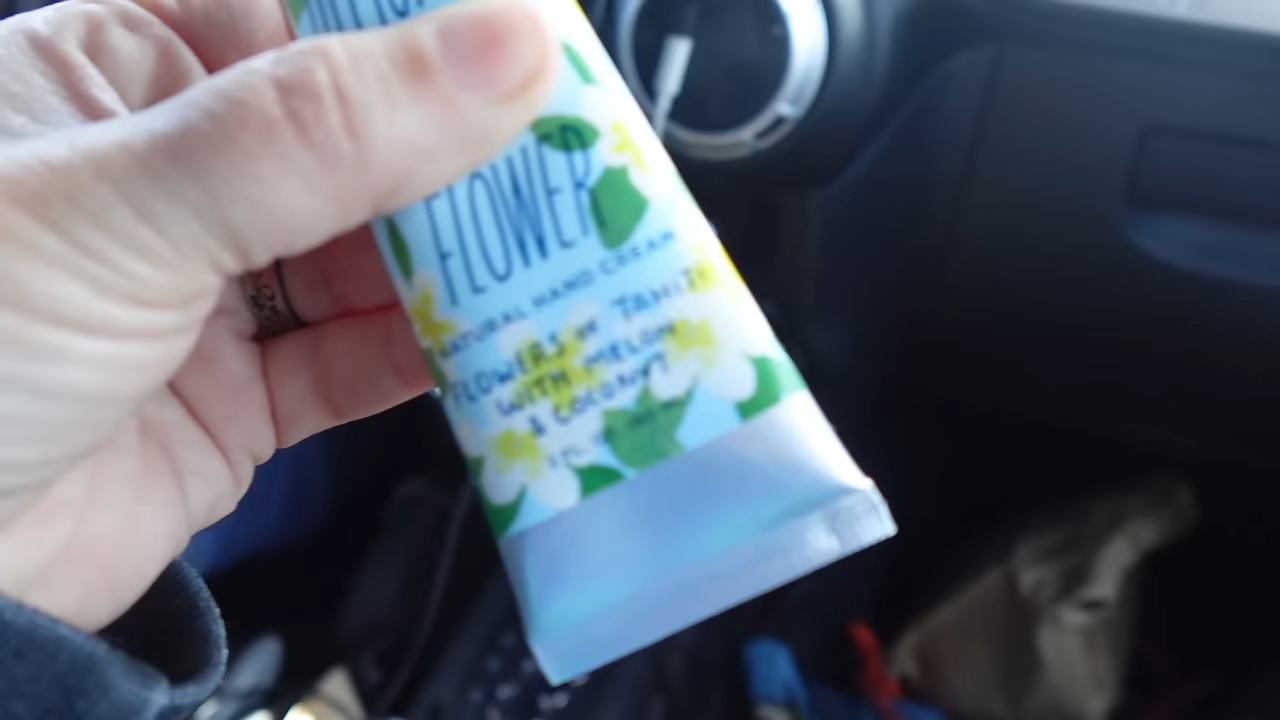 FLOWER
NATURAL HAND CREAM
FLOWERS OF TAHITI
WITH MELON
& COCONUT